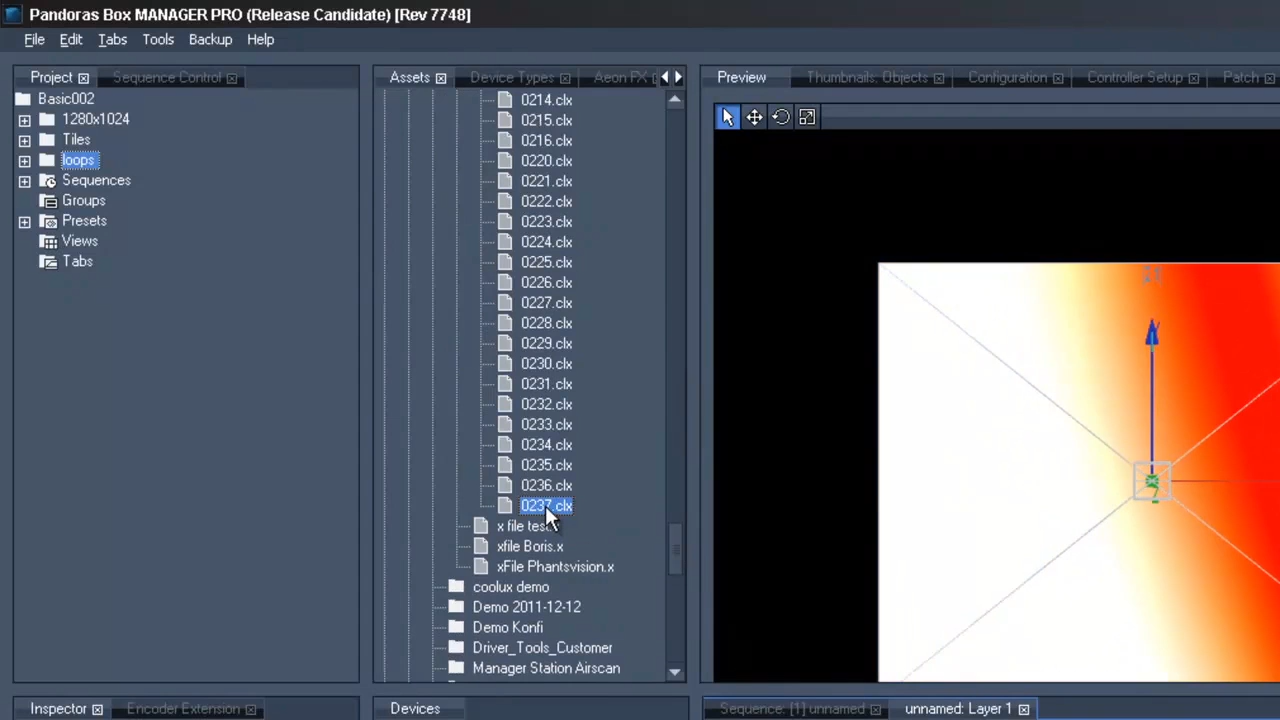 Pandoras Box MANAGER PRO (Release Candidate) [Rev 7748]
File Edit Tabs Tools Backup Help
Project Sequence Control
Assets Device Types Aeon FX
Preview Thumbnails: Objects Configuration Controller Setup Patch
Basic002
1280x1024
Tiles
loops
Sequences
Groups
Presets
Views
Tabs
0214.clx
0215.clx
0216.clx
0220.clx
0221.clx
0222.clx
0223.clx
0224.clx
0225.clx
0226.clx
0227.clx
0228.clx
0229.clx
0230.clx
0231.clx
0232.clx
0233.clx
0234.clx
0235.clx
0236.clx
0237.clx
x file
xfile Boris.x
xFile Phantsvision.x
coolux demo
Demo 2011-12-12
Demo Konfi
Driver_Tools_Customer
Manager Station Airscan
Inspector Encoder Extension
Devices
Sequence: [1] unnamed unnamed: Layer 1